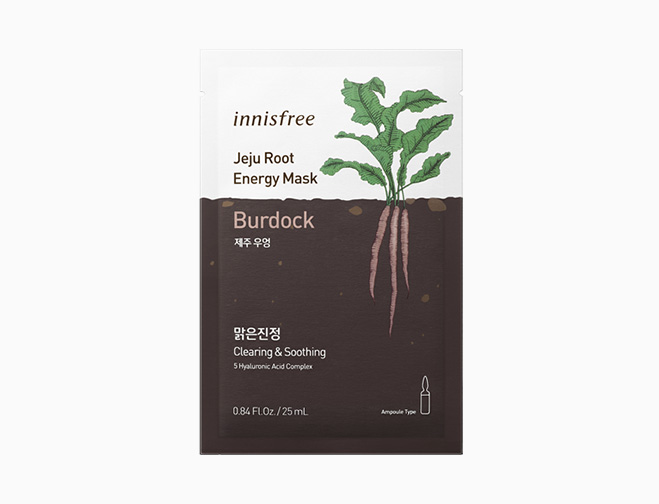 innisfree
Jeju Root
Energy Mask
Burdock
제주 우엉
맑은진정
Clearing & Soothing
5 Hyaluronic Acid Complex
0.84 Fl.Oz. / 25 mL
Ampoule Type